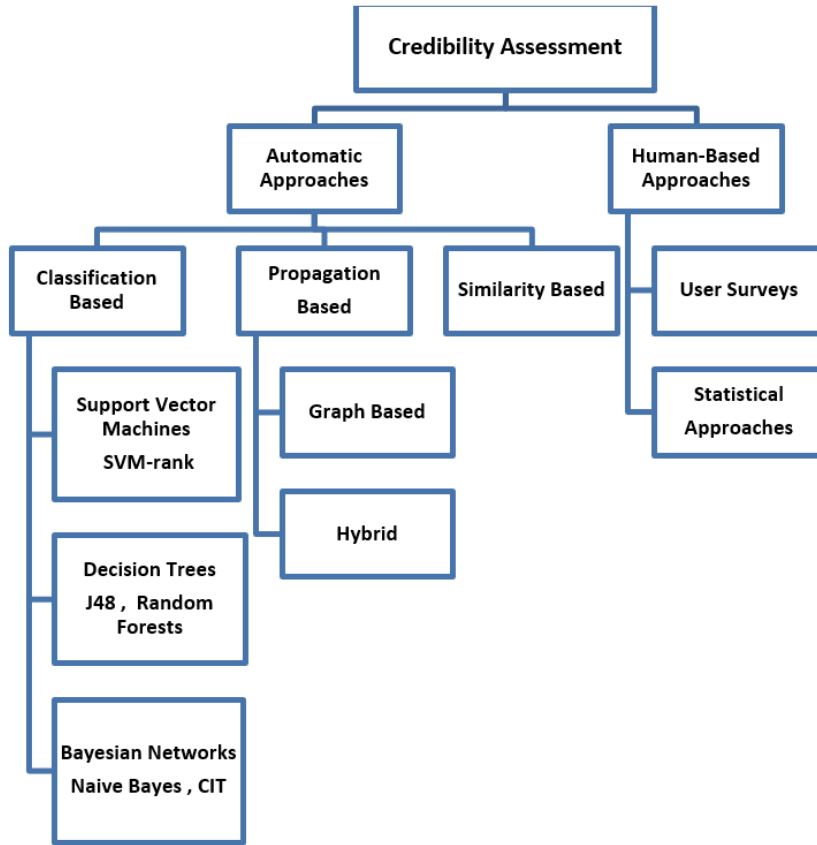 Credibility Assessment
Automatic
Approaches
Human-Based
Approaches
Classification
Based
Propagation
Based
Similarity Based
User Surveys
Support Vector
Machines
SVM-rank
Graph Based
Statistical
Approaches
Hybrid
Decision Trees
J48 , Random
Forests
Bayesian Networks
Naive Bayes , CIT